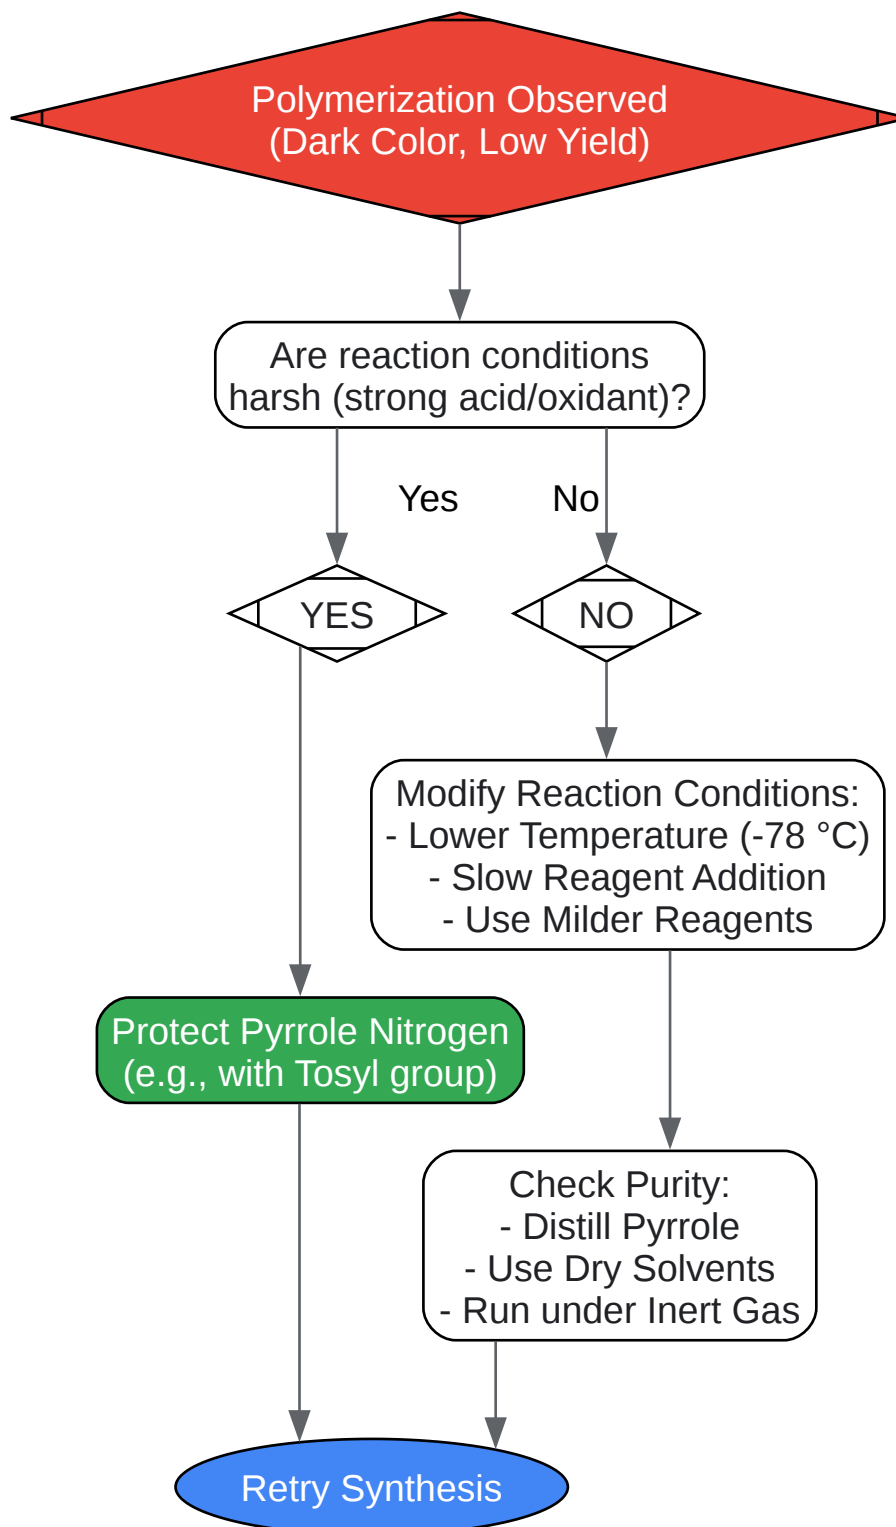 Polymerization Observed
(Dark Color, Low Yield)
Are reaction conditions
harsh (strong acid/oxidant)?
Yes
No
YES
NO
Modify Reaction Conditions:
- Lower Temperature (-78 °C)
- Slow Reagent Addition
- Use Milder Reagents
Protect Pyrrole Nitrogen
(e.g., with Tosyl group)
Check Purity:
- Distill Pyrrole
- Use Dry Solvents
- Run under Inert Gas
Retry Synthesis